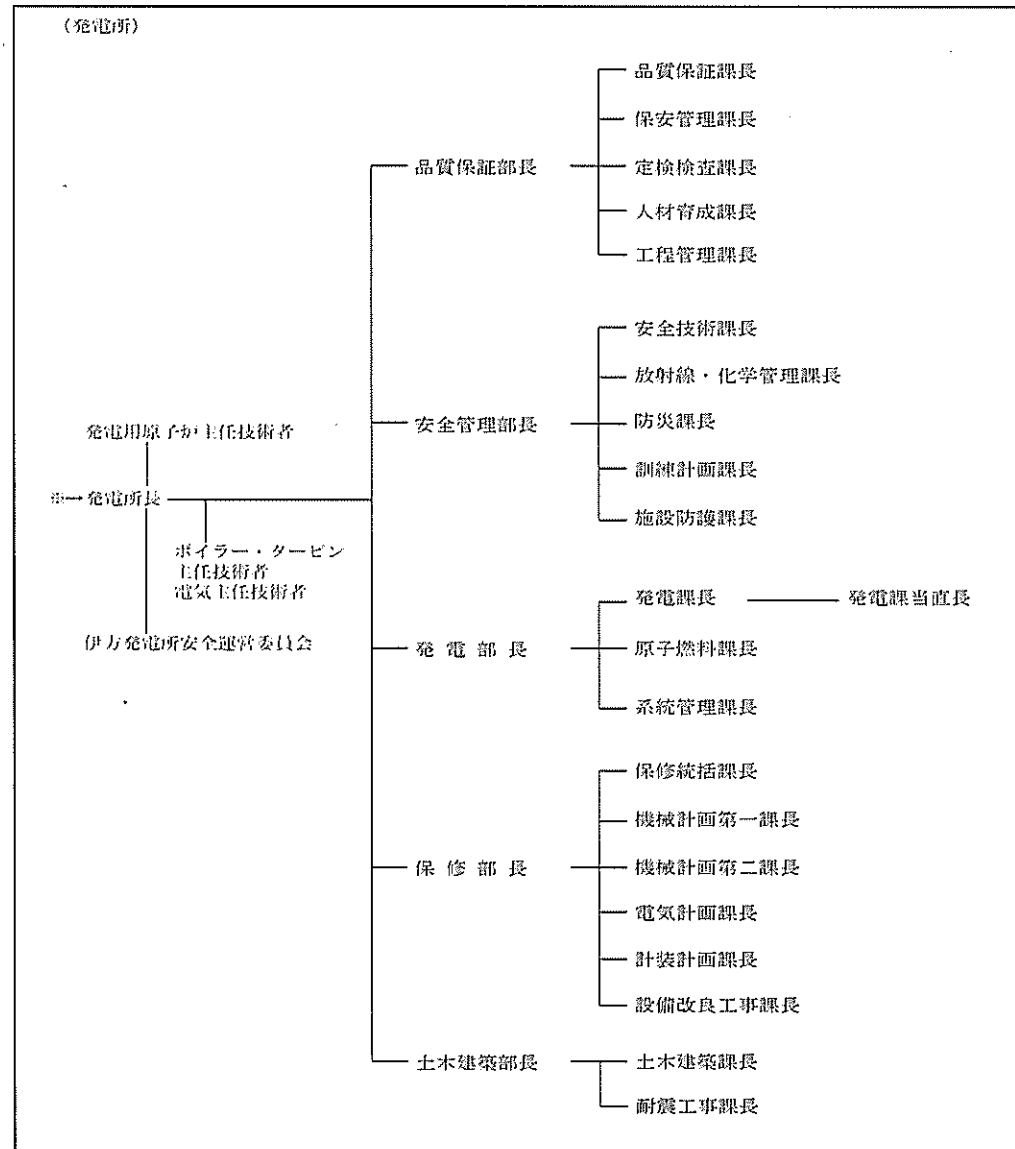 (発電所)
品質保証課長
保安管理課長
品質保証部長
定検検査課長
人材育成課長
工程管理課長
安全技術課長
放射線・化学管理課長
発電用原子炉主任技術者
安全管理部長
防災課長
訓練計画課長
※→発電所長
施設防護課長
ボイラー・タービン
主任技術者
電気主任技術者
発電課長
発電課当直長
伊方発電所安全運営委員会
発電部長
原子燃料課長
系統管理課長
保修統括課長
機械計画第一課長
保修部長
機械計画第二課長
電気計画課長
計装計画課長
設備改良工事課長
土木建築部長
土木建築課長
耐震工事課長